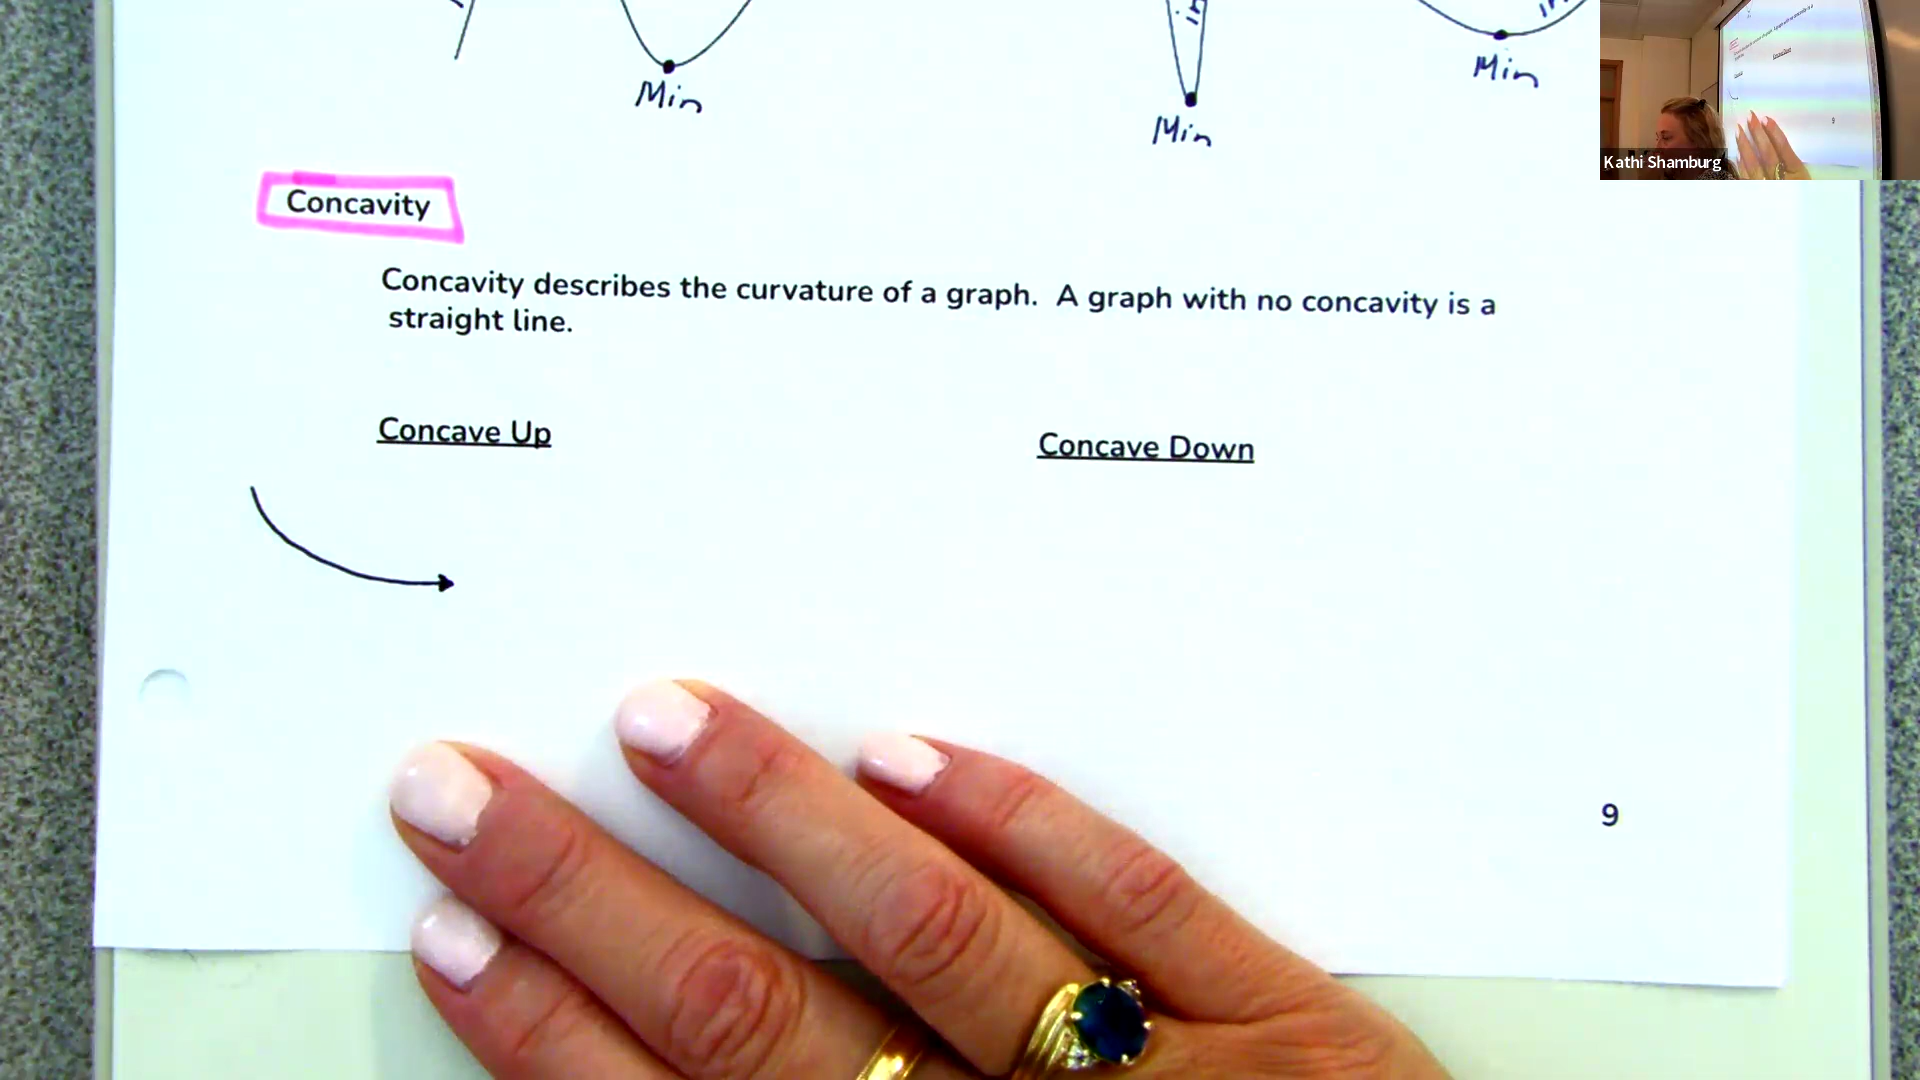 Min
Min
Min
Kathi Shamburg
Concavity
Concavity describes the curvature of a graph. A graph with no concavity is a
straight line.
Concave Up
Concave Down
9